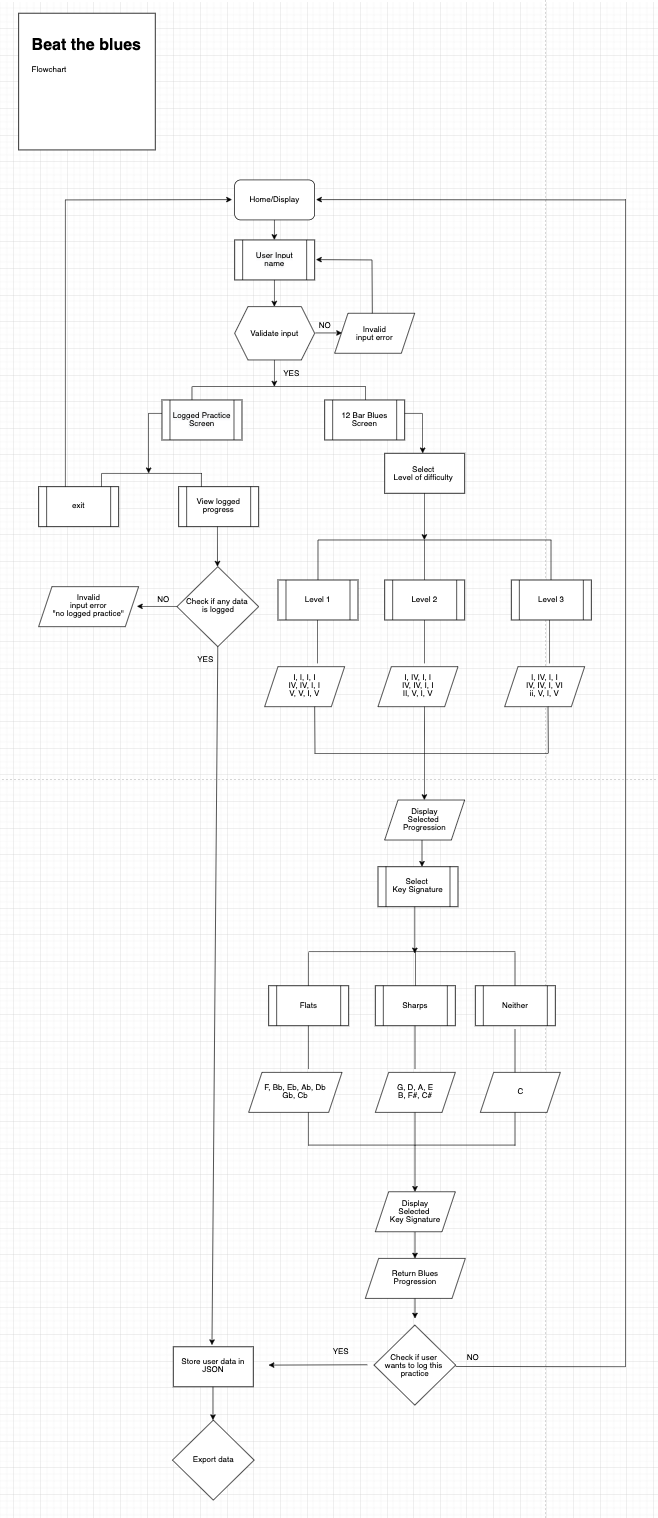 Beat the blues
Flowchart
Home/Display
User Input
name
Validate input
NO
Invalid
input error
YES
Logged Practice
Screen
12 Bar Blues
Screen
Select
Level of difficulty
exit
View logged
progress
Invalid
input error
"no logged practice"
NO
Check if any data
is logged
YES
Level 1
Level 2
Level 3
I, I, I, I
IV, IV, I, I
V, V, I, V
I, IV, I, I
IV, IV, I, I
II, V, I, V
I, IV, I, I
IV, IV, I, VI
ii, V, I, V
Display
Selected
Progression
Select
Key Signature
Flats
Sharps
Neither
F, Bb, Eb, Ab, Db
Gb, Cb
G, D, A, E
B, F#, C#
C
Display
Selected
Key Signature
Return Blues
Progression
Store user data in
JSON
YES
Check if user
wants to log this
practice
NO
Export data